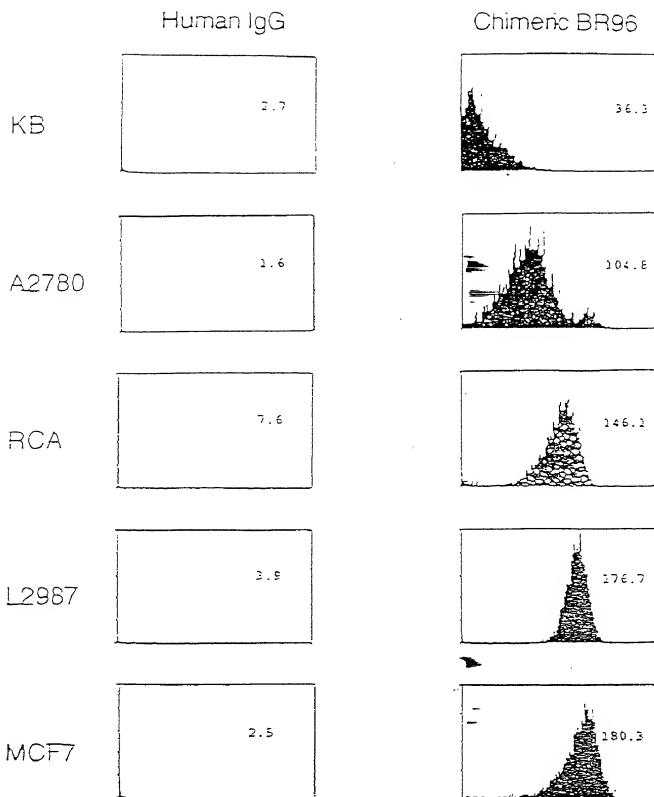 Human IgG Chimeric BR96
KB 2.7 36.3
A2780 1.6 104.8
RCA 7.6 146.1
L2987 3.9 176.7
MCF7 2.5 180.3